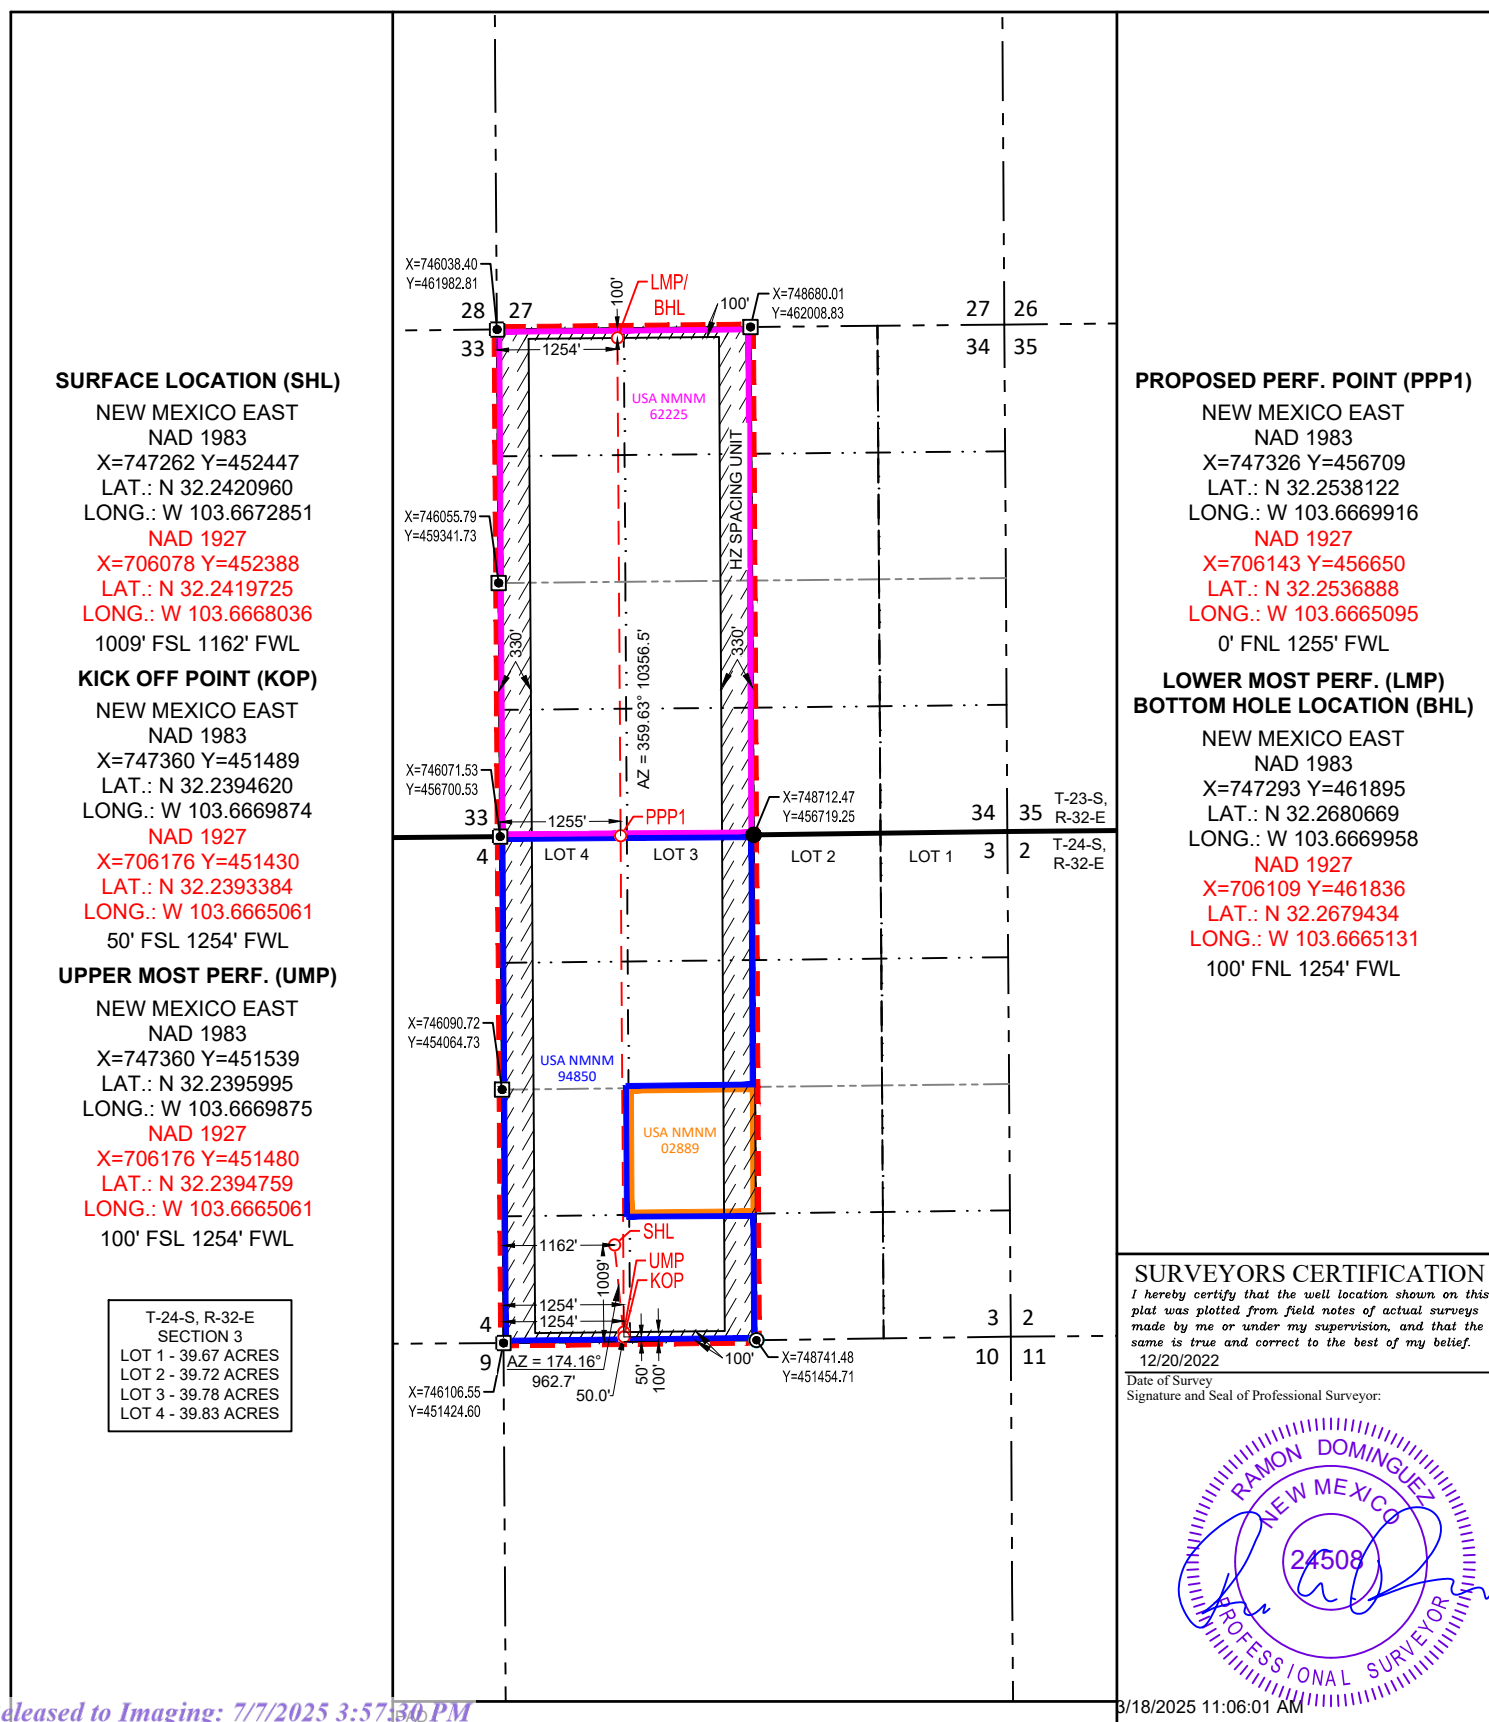 SURFACE LOCATION (SHL)
NEW MEXICO EAST
NAD 1983
X=747262 Y=452447
LAT.: N 32.2420960
LONG.: W 103.6672851
NAD 1927
X=706078 Y=452388
LAT.: N 32.2419725
LONG.: W 103.6668036
1009' FSL 1162' FWL
KICK OFF POINT (KOP)
NEW MEXICO EAST
NAD 1983
X=747360 Y=451489
LAT.: N 32.2394620
LONG.: W 103.6669874
NAD 1927
X=706176 Y=451430
LAT.: N 32.2393384
LONG.: W 103.6665061
50' FSL 1254' FWL
UPPER MOST PERF. (UMP)
NEW MEXICO EAST
NAD 1983
X=747360 Y=451539
LAT.: N 32.2395995
LONG.: W 103.6669875
NAD 1927
X=706176 Y=451480
LAT.: N 32.2394759
LONG.: W 103.6665061
100' FSL 1254' FWL
T-24-S, R-32-E
SECTION 3
LOT 1 - 39.67 ACRES
LOT 2 - 39.72 ACRES
LOT 3 - 39.78 ACRES
LOT 4 - 39.83 ACRES
X=746038.40
Y=461982.81
28 27
33
100'
LMP/
BHL
100'
X=748680.01
Y=462008.83
27 26
34 35
1254'
USA NMNM
62225
HZ SPACING UNIT
X=746055.79
Y=459341.73
330'
330'
AZ = 359.63° 10356.5'
X=746071.53
Y=456700.53
33
4
1255'
PPP1
X=748712.47
Y=456719.25
34 35
T-23-S,
R-32-E
LOT 4
LOT 3
LOT 2
LOT 1
3 2
T-24-S,
R-32-E
X=746090.72
Y=454064.73
USA NMNM
94850
USA NMNM
02889
SHL
1162'
1009'
UMP
KOP
1254'
1254'
4
9
3 2
10 11
AZ = 174.16°
962.7'
50.0'
50'
100'
100'
X=748741.48
Y=451454.71
X=746106.55
Y=451424.60
PROPOSED PERF. POINT (PPP1)
NEW MEXICO EAST
NAD 1983
X=747326 Y=456709
LAT.: N 32.2538122
LONG.: W 103.6669916
NAD 1927
X=706143 Y=456650
LAT.: N 32.2536888
LONG.: W 103.6665095
0' FNL 1255' FWL
LOWER MOST PERF. (LMP)
BOTTOM HOLE LOCATION (BHL)
NEW MEXICO EAST
NAD 1983
X=747293 Y=461895
LAT.: N 32.2680669
LONG.: W 103.6669958
NAD 1927
X=706109 Y=461836
LAT.: N 32.2679434
LONG.: W 103.6665131
100' FNL 1254' FWL
SURVEYORS CERTIFICATION
I hereby certify that the well location shown on this
plat was plotted from field notes of actual surveys
made by me or under my supervision, and that the
same is true and correct to the best of my belief.
12/20/2022
Date of Survey
Signature and Seal of Professional Surveyor:
RAMON DOMINGUEZ
NEW MEXICO
24508
PROFESSIONAL SURVEYOR
eleased to Imaging: 7/7/2025 3:57:30 PM
3/18/2025 11:06:01 AM